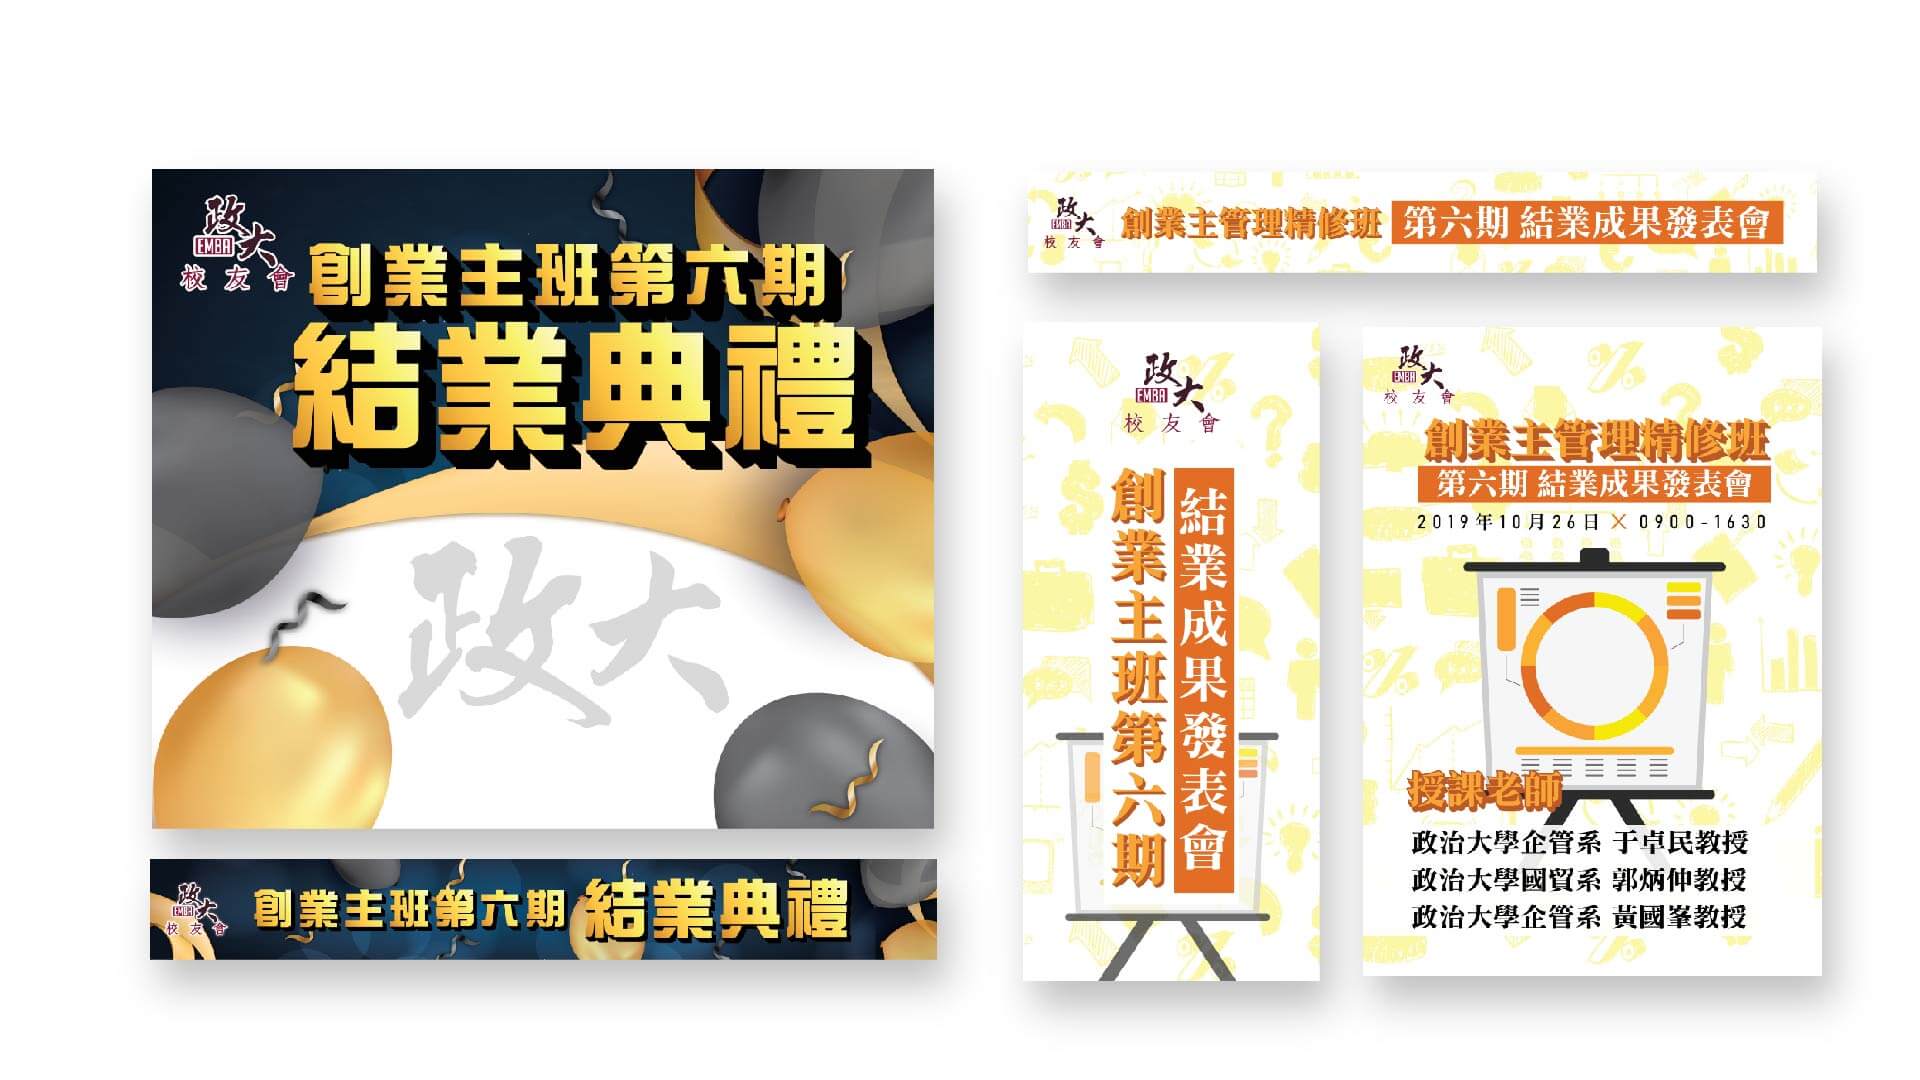 政大
EMBA
校友會
創業主班第六期
結業典禮
政大
政大
EMBA
校友會
創業主班第六期 結業典禮
政大
EMBA
校友會
創業主管理精修班 第六期 結業成果發表會
政大
EMBA
校友會
創業主班第六期
結業成果發表會
政大
EMBA
校友會
創業主管理精修班
第六期 結業成果發表會
2019年10月26日 X 0900-1630
授課老師
政治大學企管系 于卓民教授
政治大學國貿系 郭炳伸教授
政治大學企管系 黃國峯教授